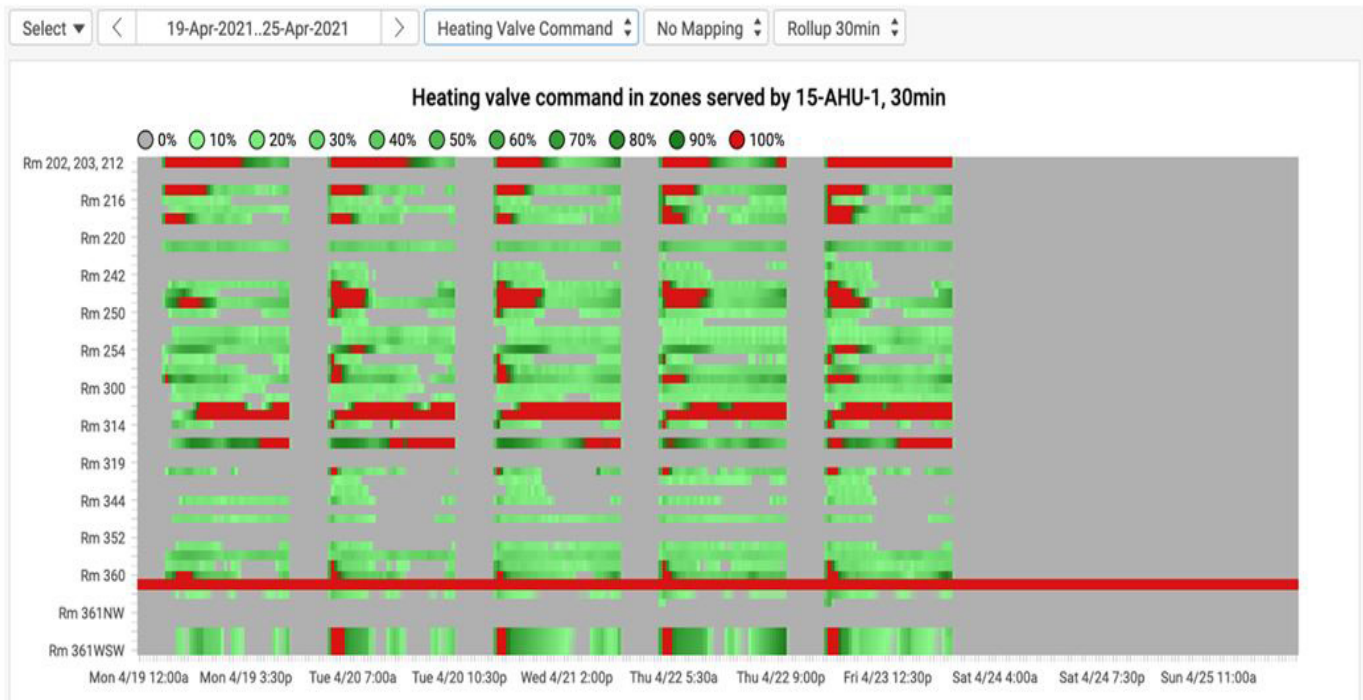 Select ▼ < 19-Apr-2021..25-Apr-2021 > Heating Valve Command No Mapping Rollup 30min
Heating valve command in zones served by 15-AHU-1, 30min
0% 10% 20% 30% 40% 50% 60% 70% 80% 90% 100%
Rm 202, 203, 212
Rm 216
Rm 220
Rm 242
Rm 250
Rm 254
Rm 300
Rm 314
Rm 319
Rm 344
Rm 352
Rm 360
Rm 361NW
Rm 361WSW
Mon 4/19 12:00a Mon 4/19 3:30p Tue 4/20 7:00a Tue 4/20 10:30p Wed 4/21 2:00p Thu 4/22 5:30a Thu 4/22 9:00p Fri 4/23 12:30p Sat 4/24 4:00a Sat 4/24 7:30p Sun 4/25 11:00a